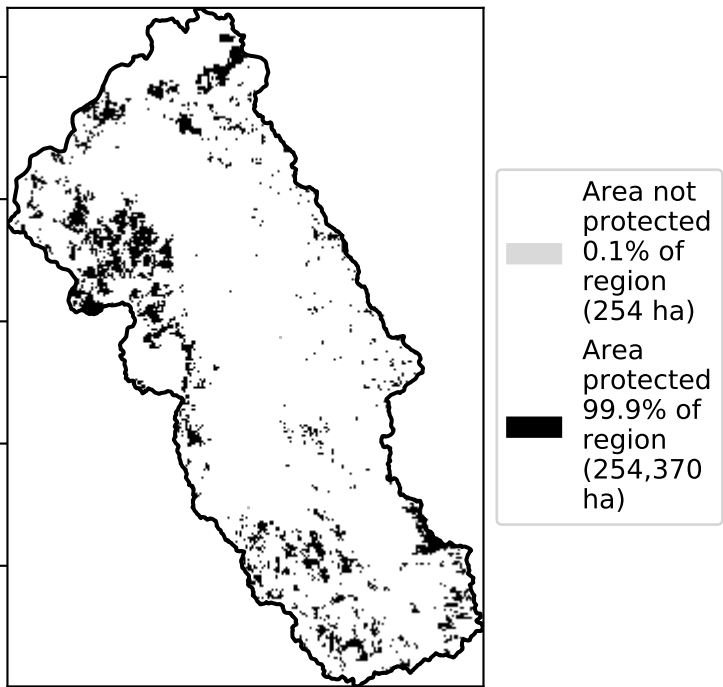 Area not
protected
0.1% of
region
(254 ha)
Area
protected
99.9% of
region
(254,370
ha)